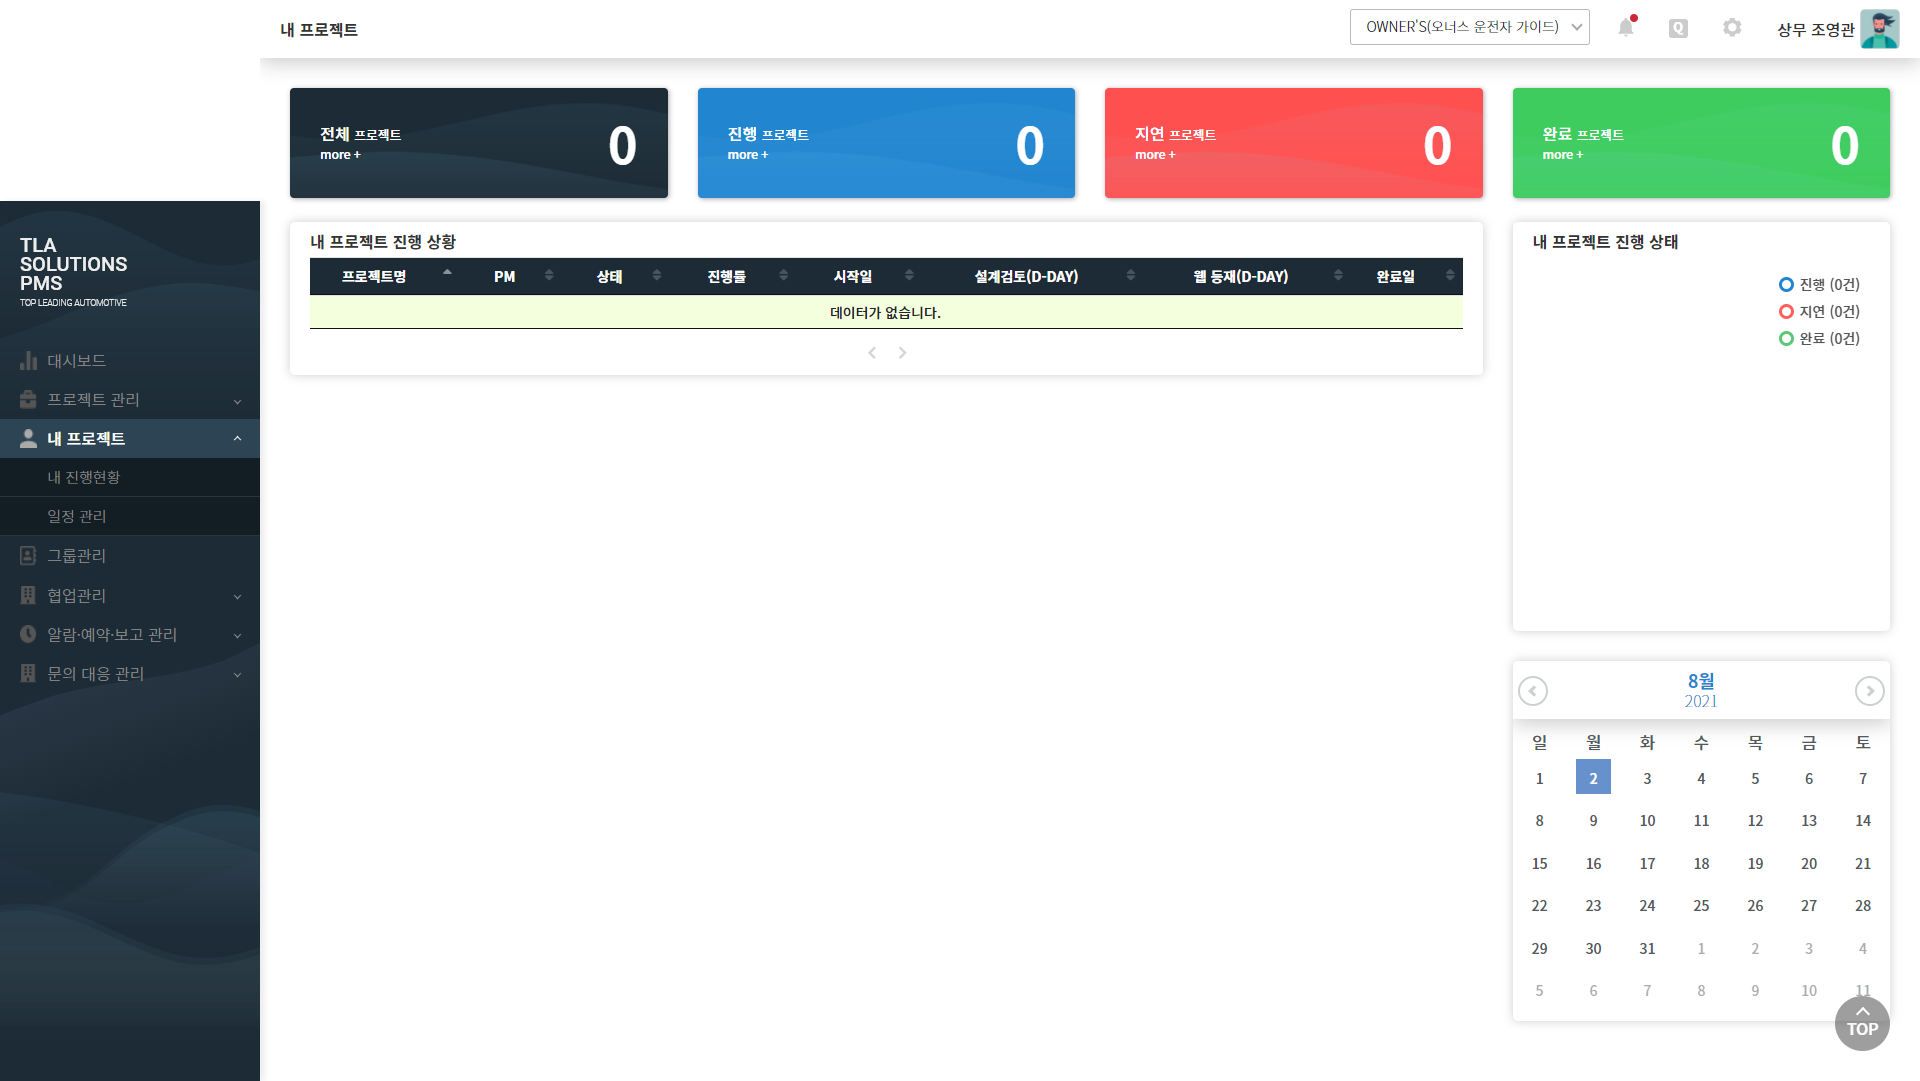 내 프로젝트
OWNER'S(오너스 운전자 가이드)
Q
상무 조영관
전체 프로젝트
more +
0
진행 프로젝트
more +
0
지연 프로젝트
more +
0
완료 프로젝트
more +
0
TLA
SOLUTIONS
PMS
TOP LEADING AUTOMOTIVE
대시보드
프로젝트 관리
내 프로젝트
내 진행현황
일정 관리
그룹관리
협업관리
알람·예약·보고 관리
문의 대응 관리
내 프로젝트 진행 상황
프로젝트명 PM 상태 진행률 시작일 설계검토(D-DAY) 웹 등재(D-DAY) 완료일
데이터가 없습니다.
내 프로젝트 진행 상태
진행 (0건)
지연 (0건)
완료 (0건)
8월
2021
일 월 화 수 목 금 토
1 2 3 4 5 6 7
8 9 10 11 12 13 14
15 16 17 18 19 20 21
22 23 24 25 26 27 28
29 30 31 1 2 3 4
5 6 7 8 9 10 11
TOP